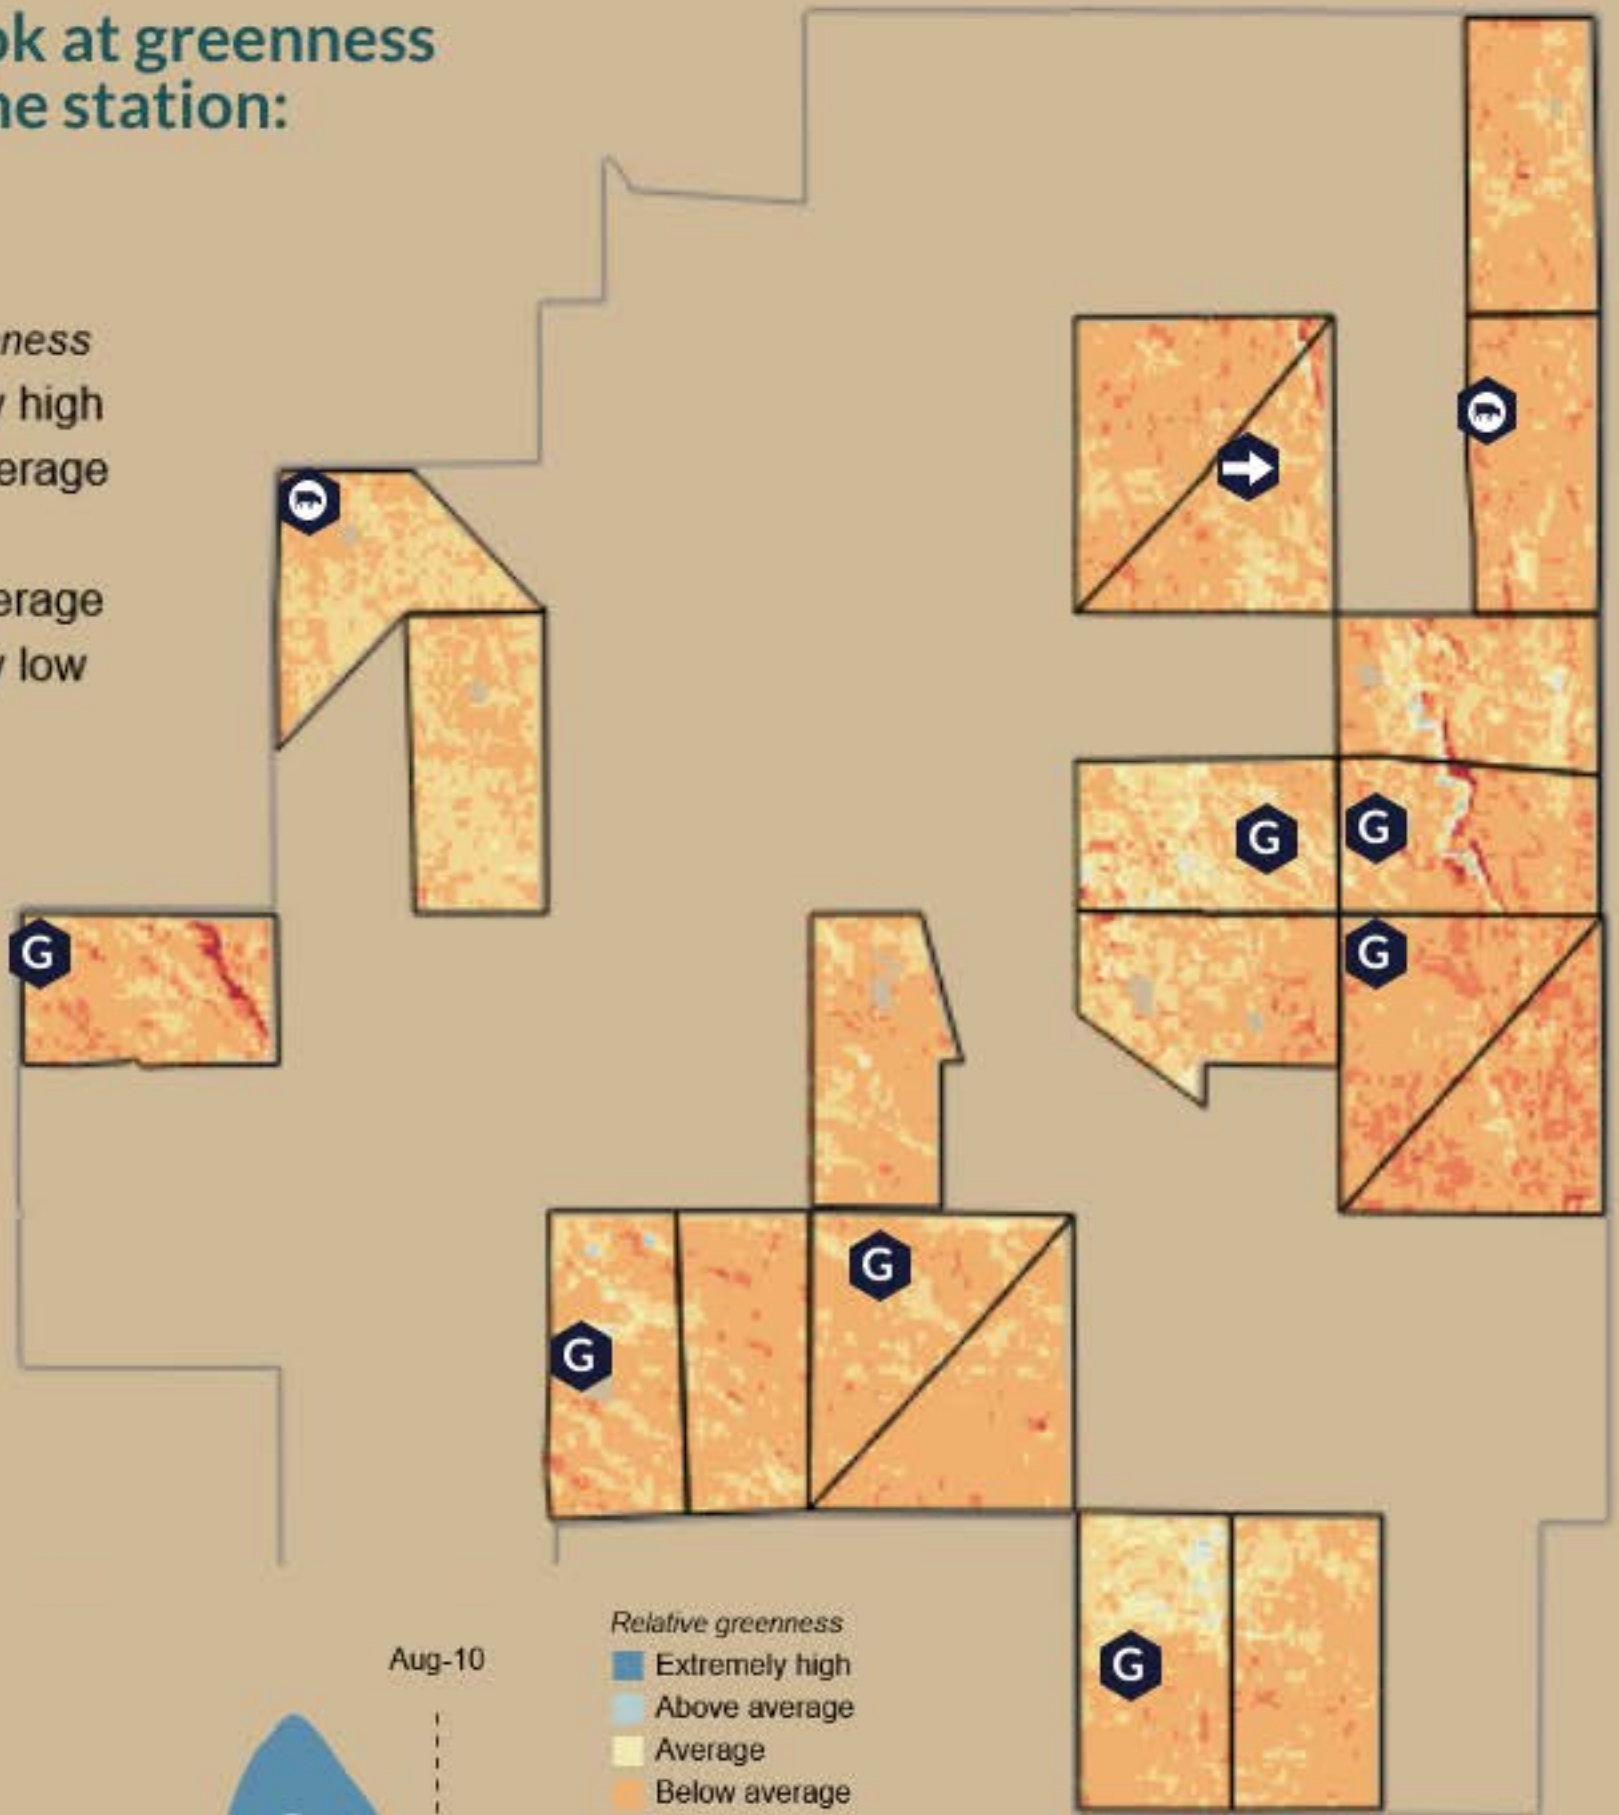 ok at greenness
ne station:
ness
y high
erage
erage
y low
G
G
G
G
G
G
G
Aug-10
Relative greenness
Extremely high
Above average
Average
Below average